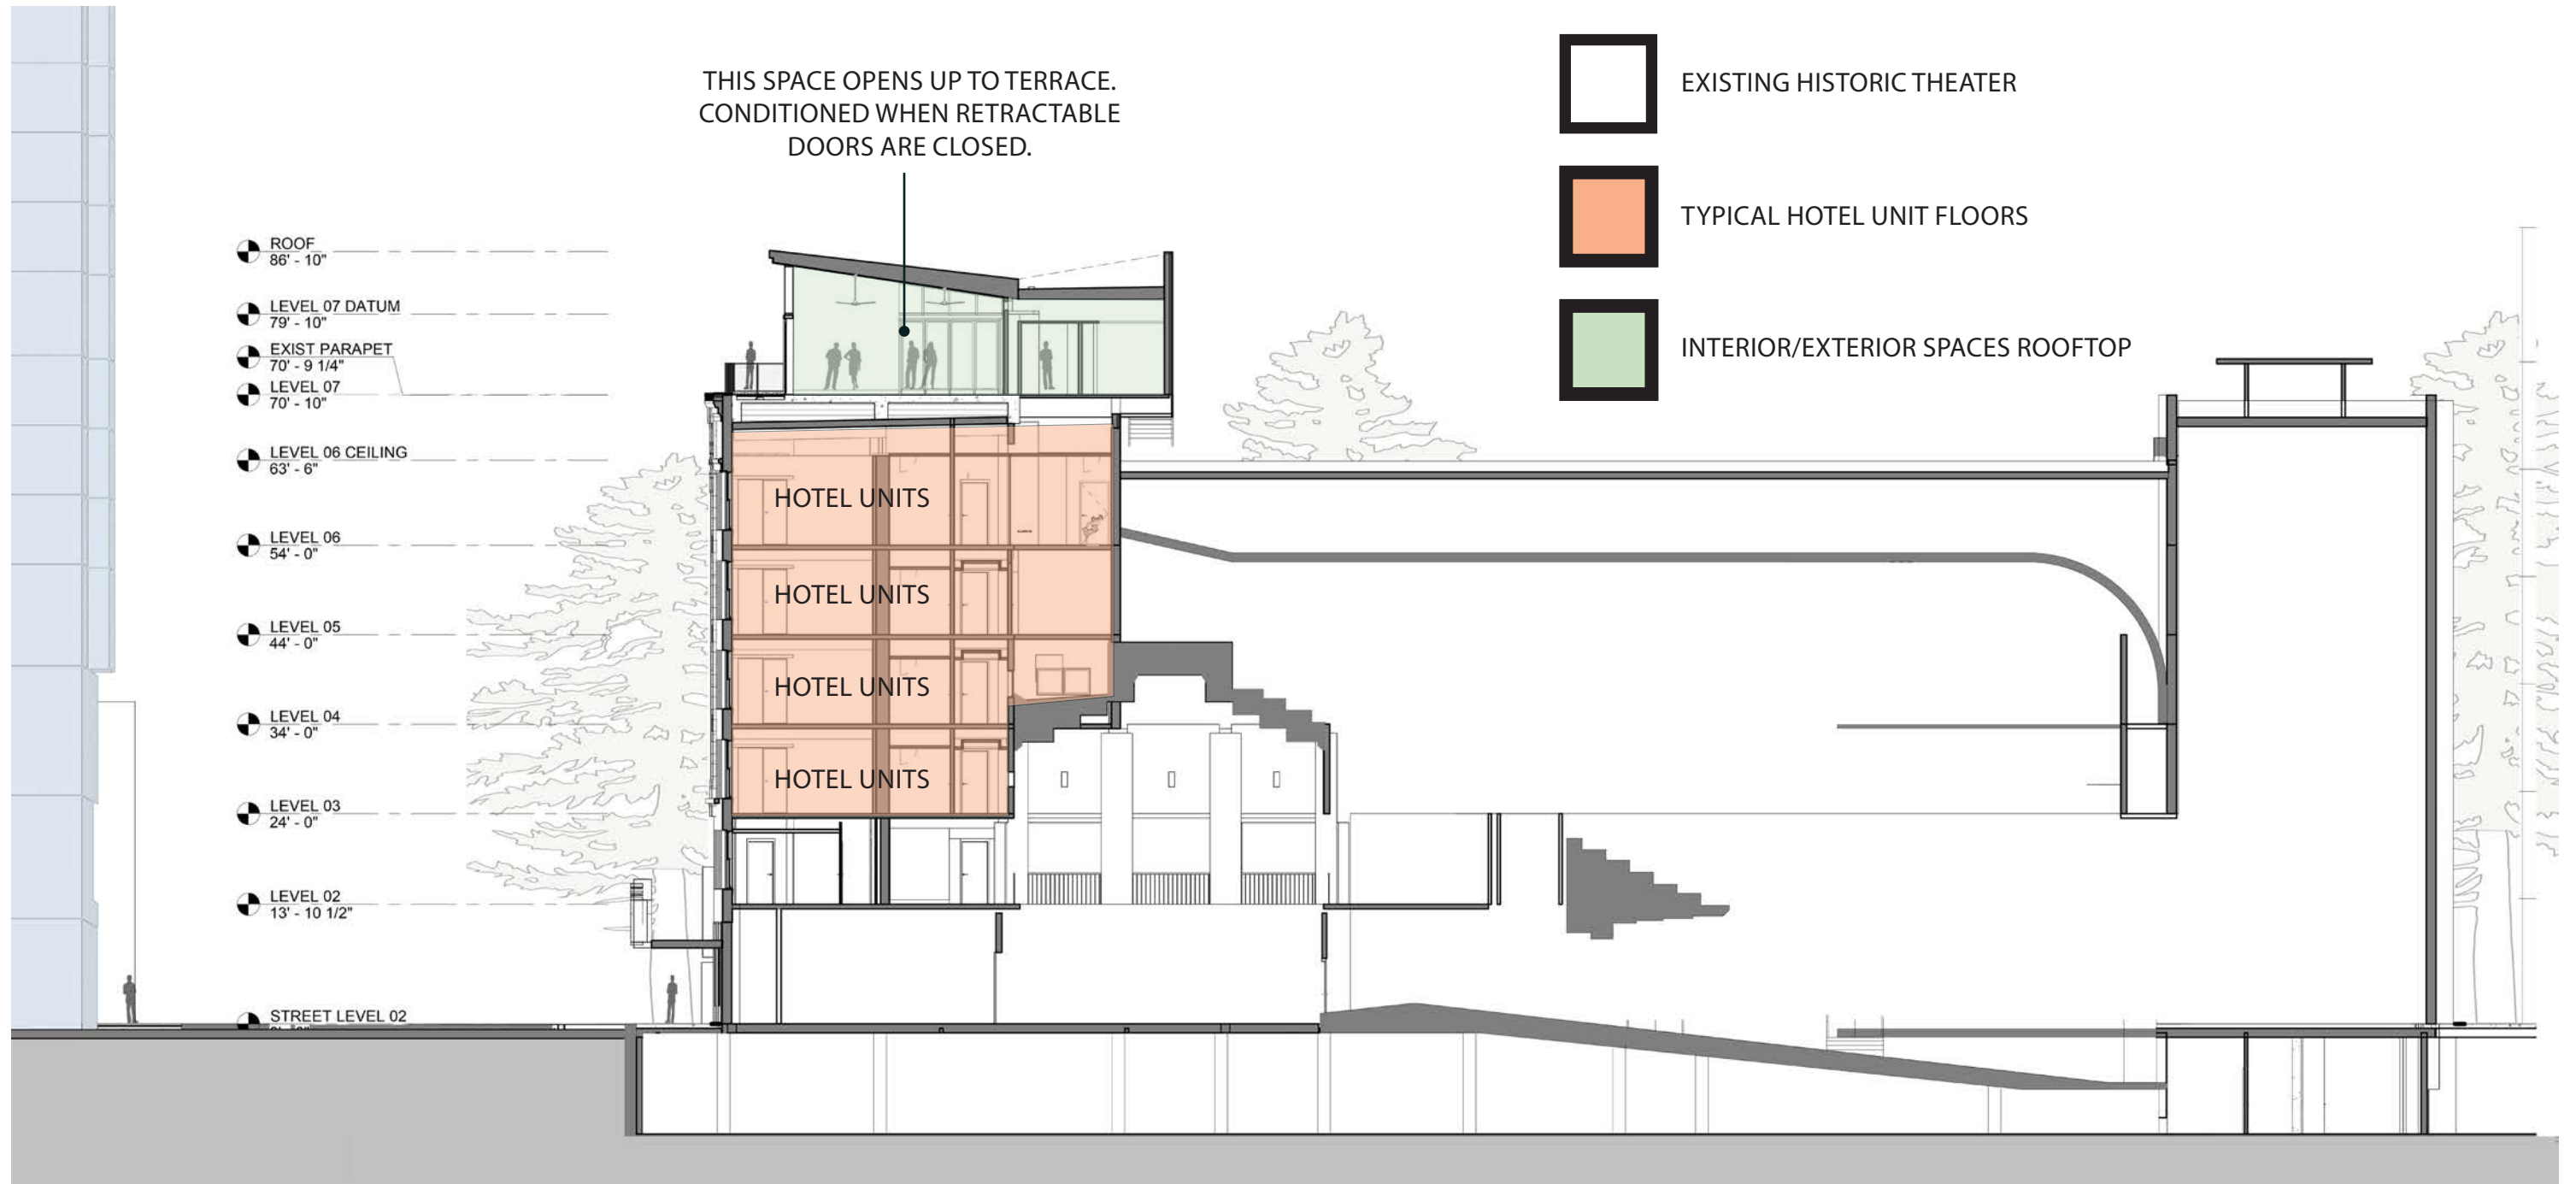 THIS SPACE OPENS UP TO TERRACE.
CONDITIONED WHEN RETRACTABLE
DOORS ARE CLOSED.
EXISTING HISTORIC THEATER
TYPICAL HOTEL UNIT FLOORS
INTERIOR/EXTERIOR SPACES ROOFTOP
ROOF
86' - 10"
LEVEL 07 DATUM
79' - 10"
EXIST PARAPET
70' - 9 1/4"
LEVEL 07
70' - 10"
LEVEL 06 CEILING
63' - 6"
LEVEL 06
54' - 0"
LEVEL 05
44' - 0"
LEVEL 04
34' - 0"
LEVEL 03
24' - 0"
LEVEL 02
13' - 10 1/2"
STREET LEVEL 02
HOTEL UNITS
HOTEL UNITS
HOTEL UNITS
HOTEL UNITS